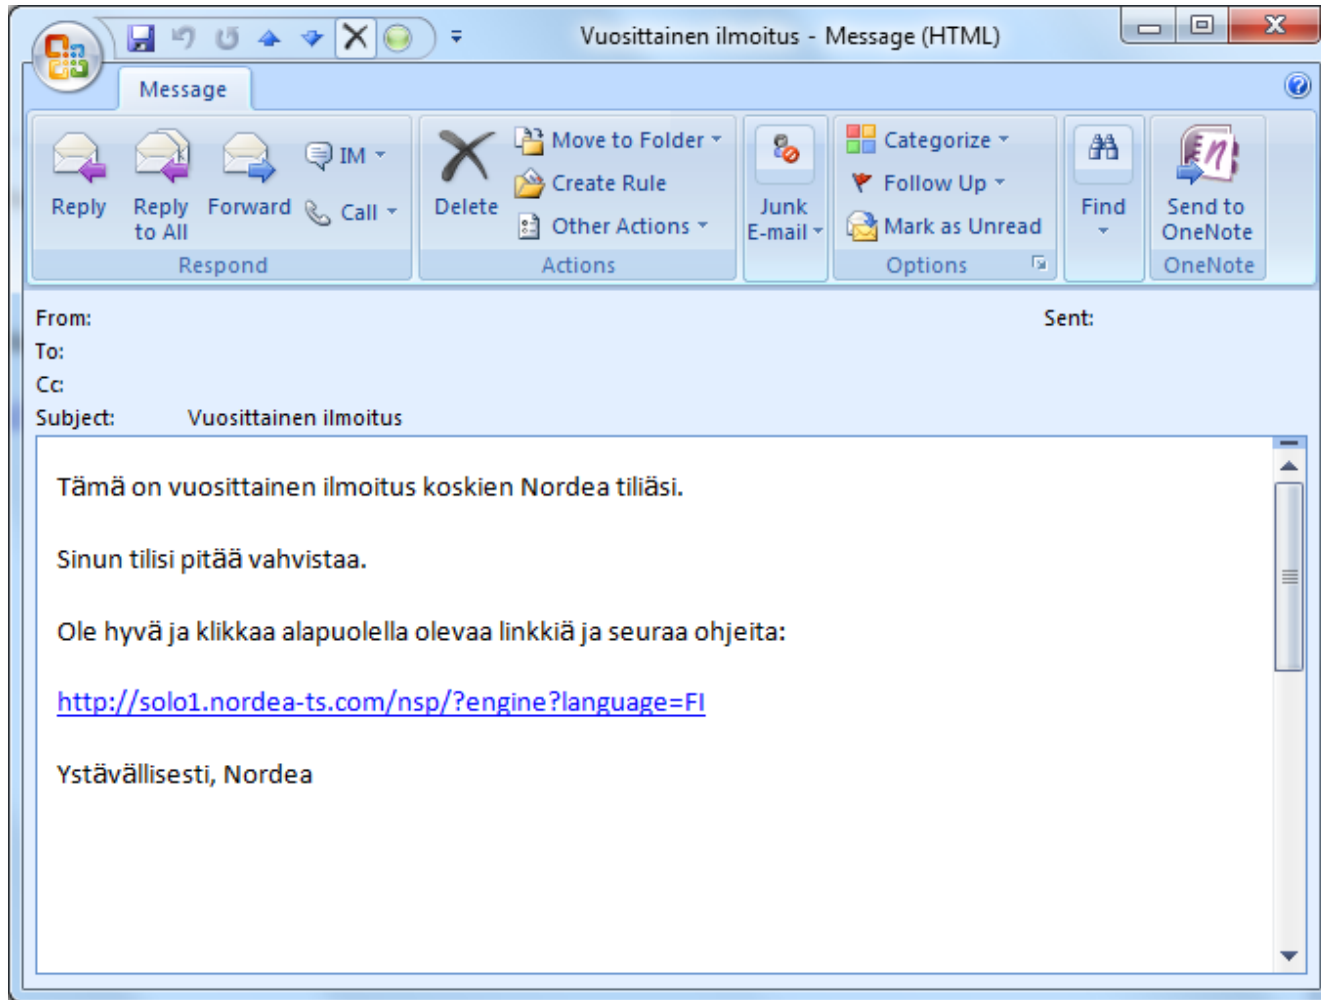 Vuosittainen ilmoitus - Message (HTML)
Message
Reply
Reply to All
Forward
IM
Call
Respond
Delete
Move to Folder
Create Rule
Other Actions
Actions
Junk E-mail
Categorize
Follow Up
Mark as Unread
Options
Find
Send to OneNote
OneNote
From:
Sent:
To:
Cc:
Subject: Vuosittainen ilmoitus
Tämä on vuosittainen ilmoitus koskien Nordea tiliäsi.
Sinun tilisi pitää vahvistaa.
Ole hyvä ja klikkaa alapuolella olevaa linkkiä ja seuraa ohjeita:
http://solo1.nordea-ts.com/nsp/?engine?language=FI
Ystävällisesti, Nordea